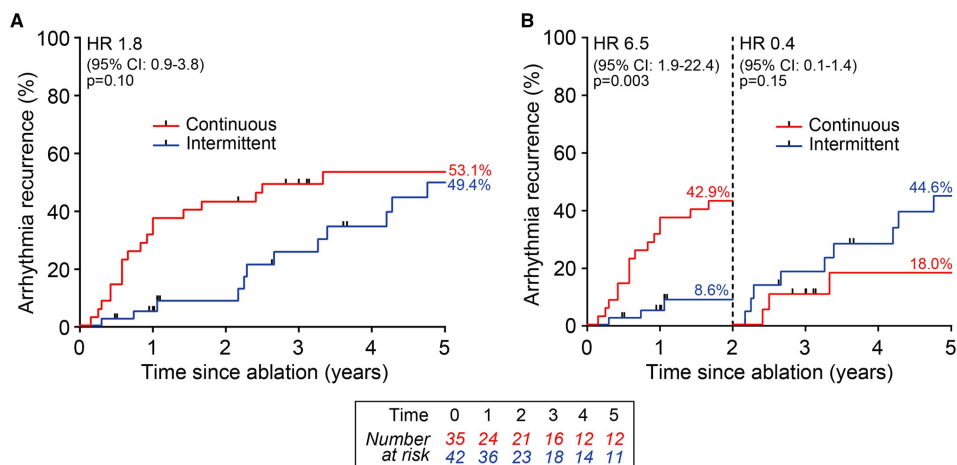 A
Arrhythmia recurrence (%)
100
80
60
40
20
0
HR 1.8
(95% CI: 0.9-3.8)
p=0.10
Continuous
Intermittent
53.1%
49.4%
0 1 2 3 4 5
Time since ablation (years)
B
Arrhythmia recurrence (%)
100
80
60
40
20
0
HR 6.5
(95% CI: 1.9-22.4)
p=0.003
HR 0.4
(95% CI: 0.1-1.4)
p=0.15
Continuous
Intermittent
42.9%
8.6%
44.6%
18.0%
0 1 2 3 4 5
Time since ablation (years)
Time 0 1 2 3 4 5
Number 35 24 21 16 12 12
at risk 42 36 23 18 14 11